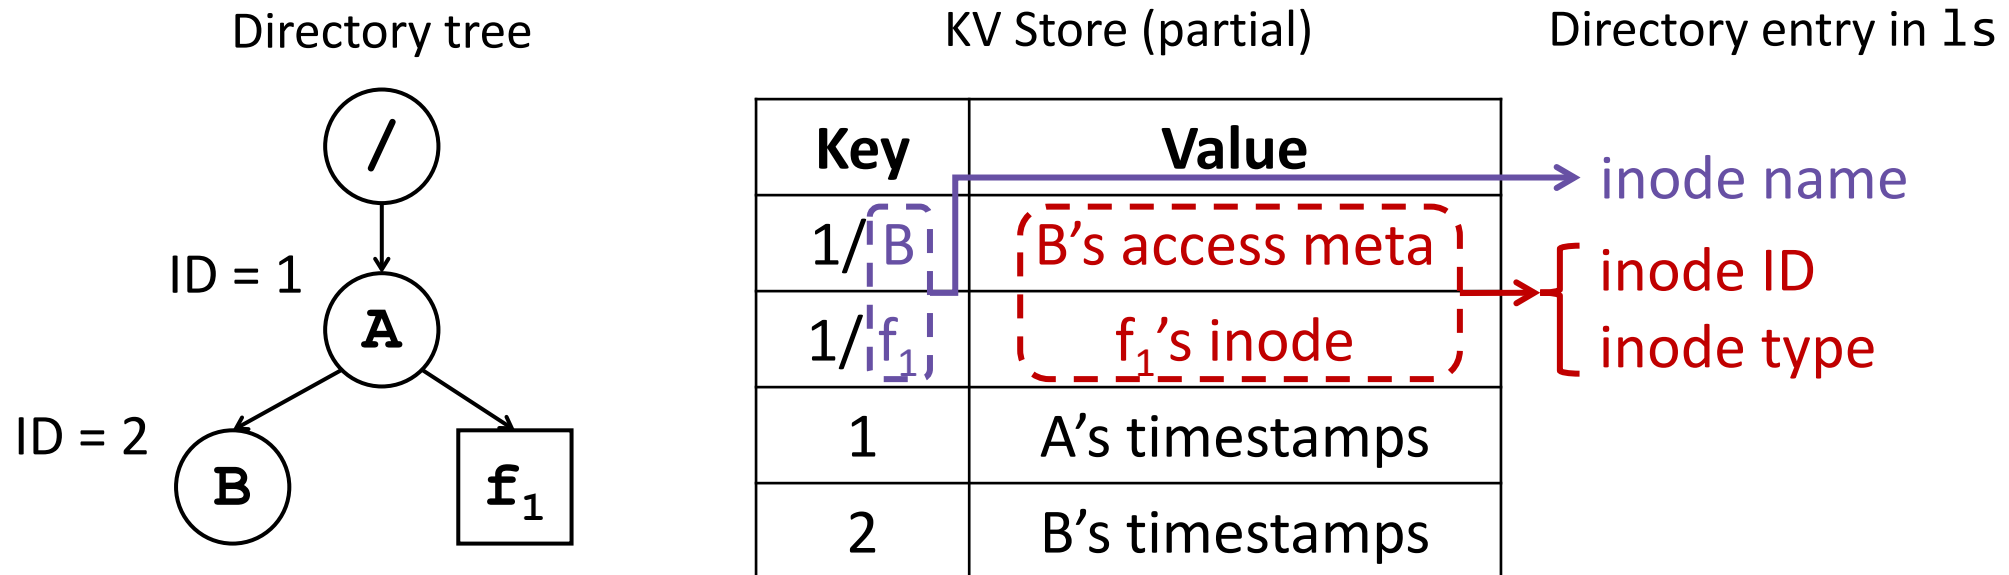 Directory tree
KV Store (partial)
Directory entry in ls
/
ID = 1
A
ID = 2
B
f1
Key Value
1/B B’s access meta
1/f1 f1’s inode
1 A’s timestamps
2 B’s timestamps
inode name
inode ID
inode type